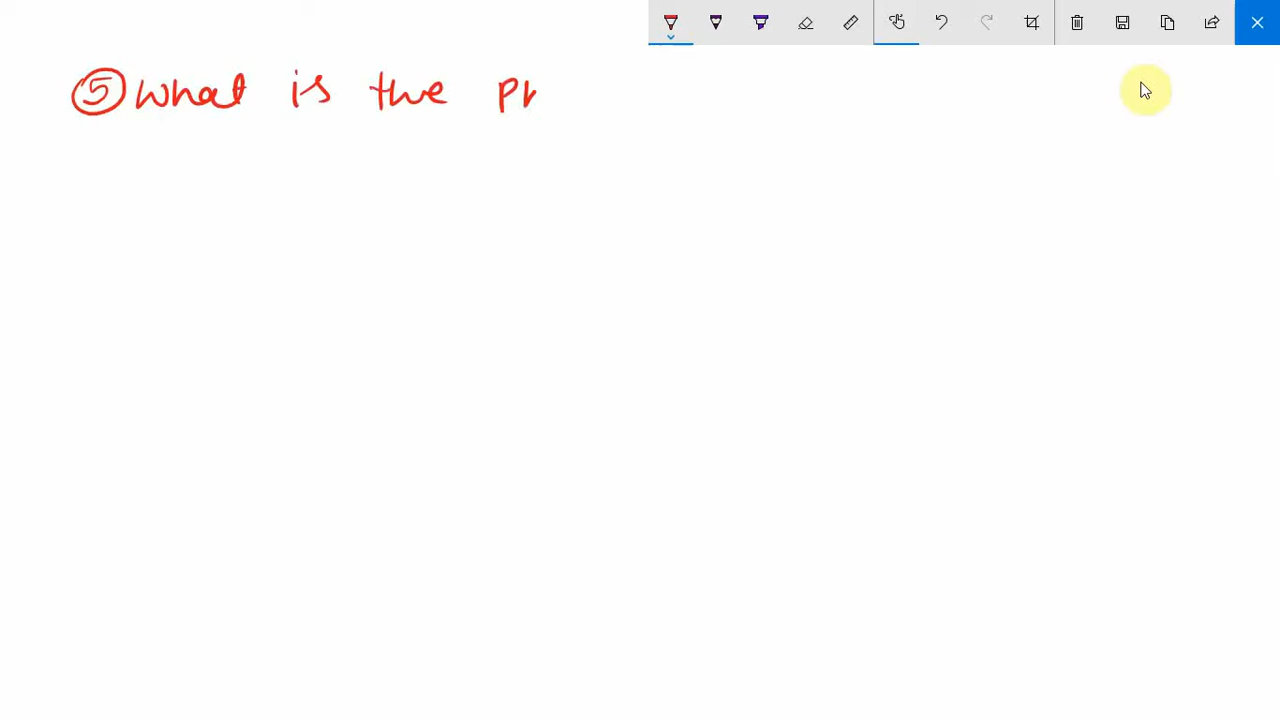 ⑤ what is the pr